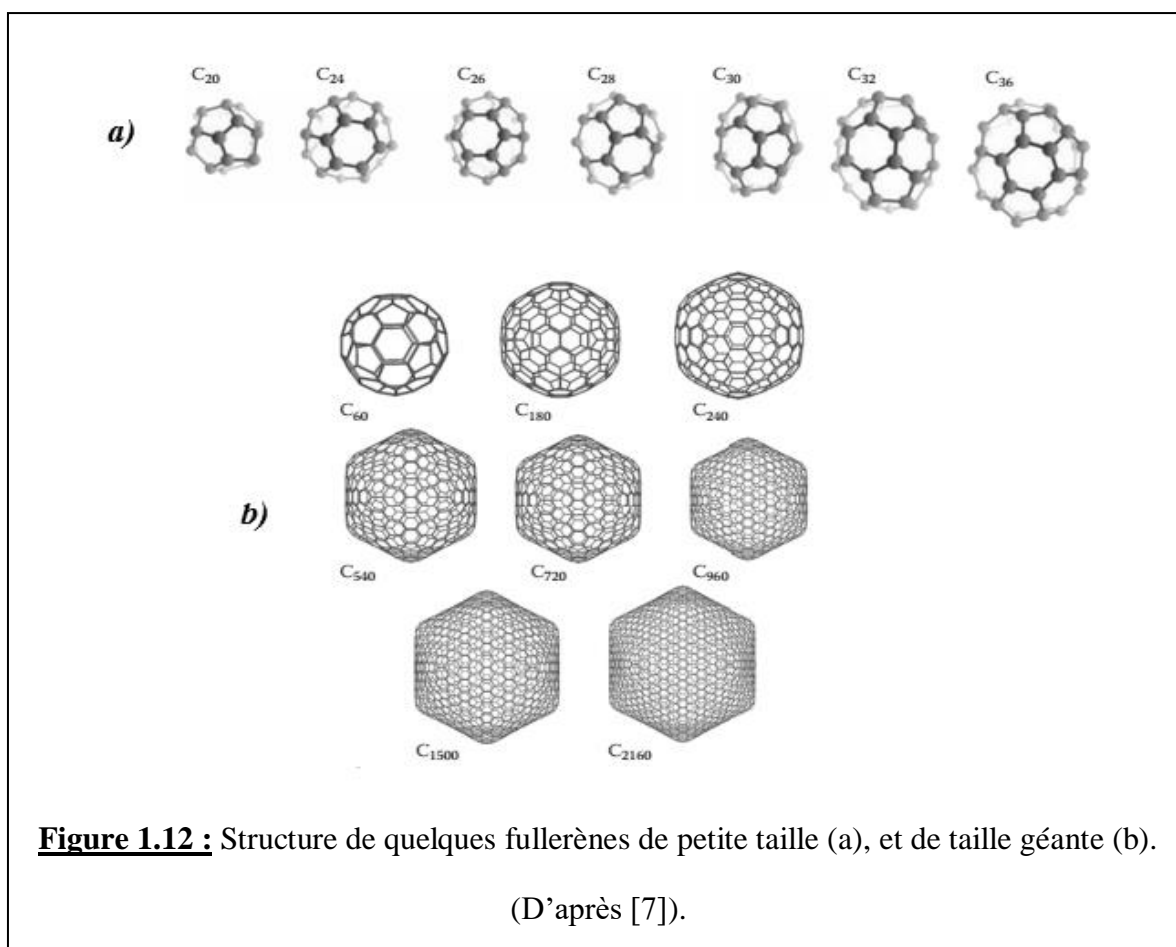 C₂₀ C₂₄ C₂₆ C₂₈ C₃₀ C₃₂ C₃₆
a)
C₆₀ C₁₈₀ C₂₄₀
b)
C₅₄₀ C₇₂₀ C₉₆₀
C₁₅₀₀ C₂₁₆₀
Figure 1.12 : Structure de quelques fullerènes de petite taille (a), et de taille géante (b).
(D’après [7]).